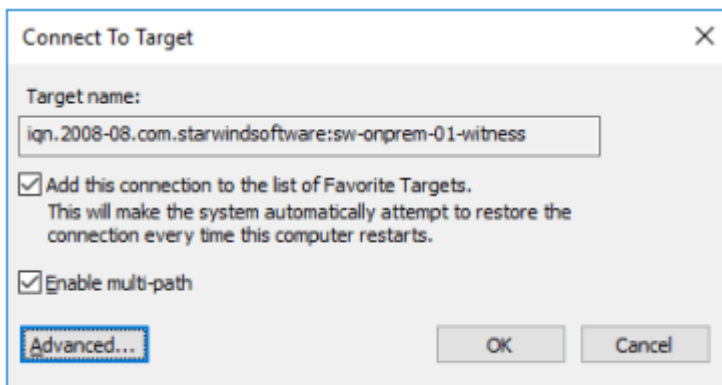 Connect To Target
Target name:
iqn.2008-08.com.starwindsoftware:sw-onprem-01-witness
Add this connection to the list of Favorite Targets.
This will make the system automatically attempt to restore the
connection every time this computer restarts.
Enable multi-path
Advanced...
OK
Cancel